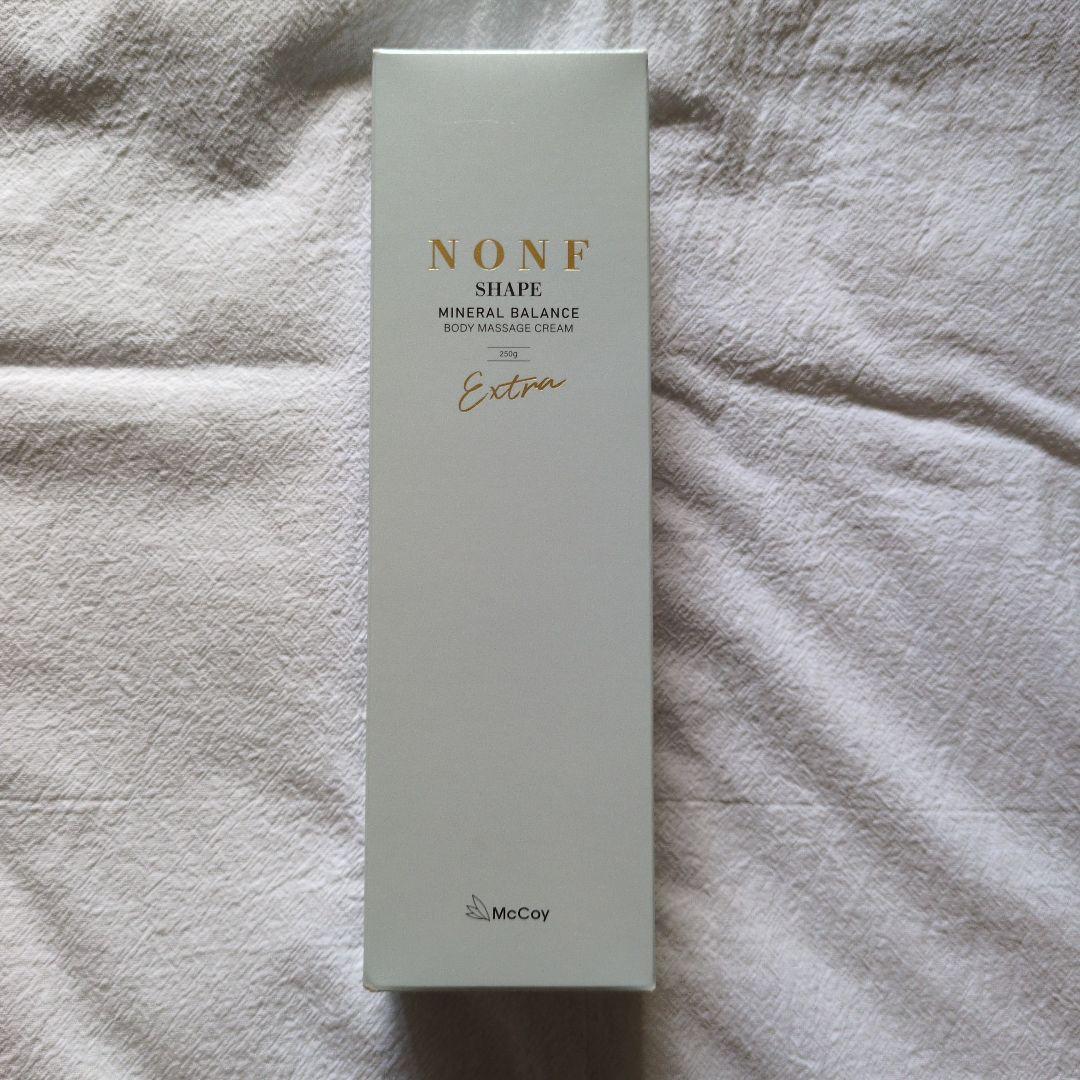 NONF
SHAPE
MINERAL BALANCE
BODY MASSAGE CREAM
250g
Extra
McCoy